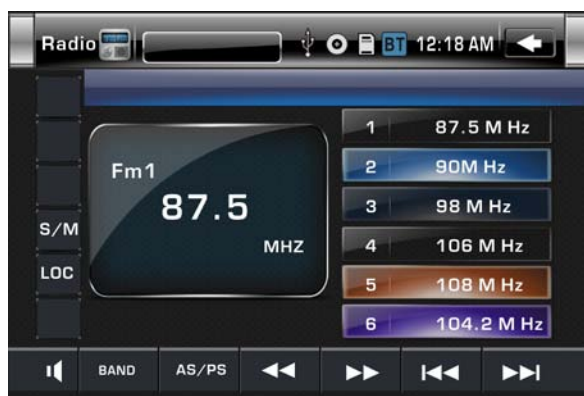 Radio BT 12:18 AM
Fm1
87.5
MHZ
1 87.5 M Hz
2 90M Hz
3 98 M Hz
4 106 M Hz
5 108 M Hz
6 104.2 M Hz
S/M
LOC
BAND AS/PS